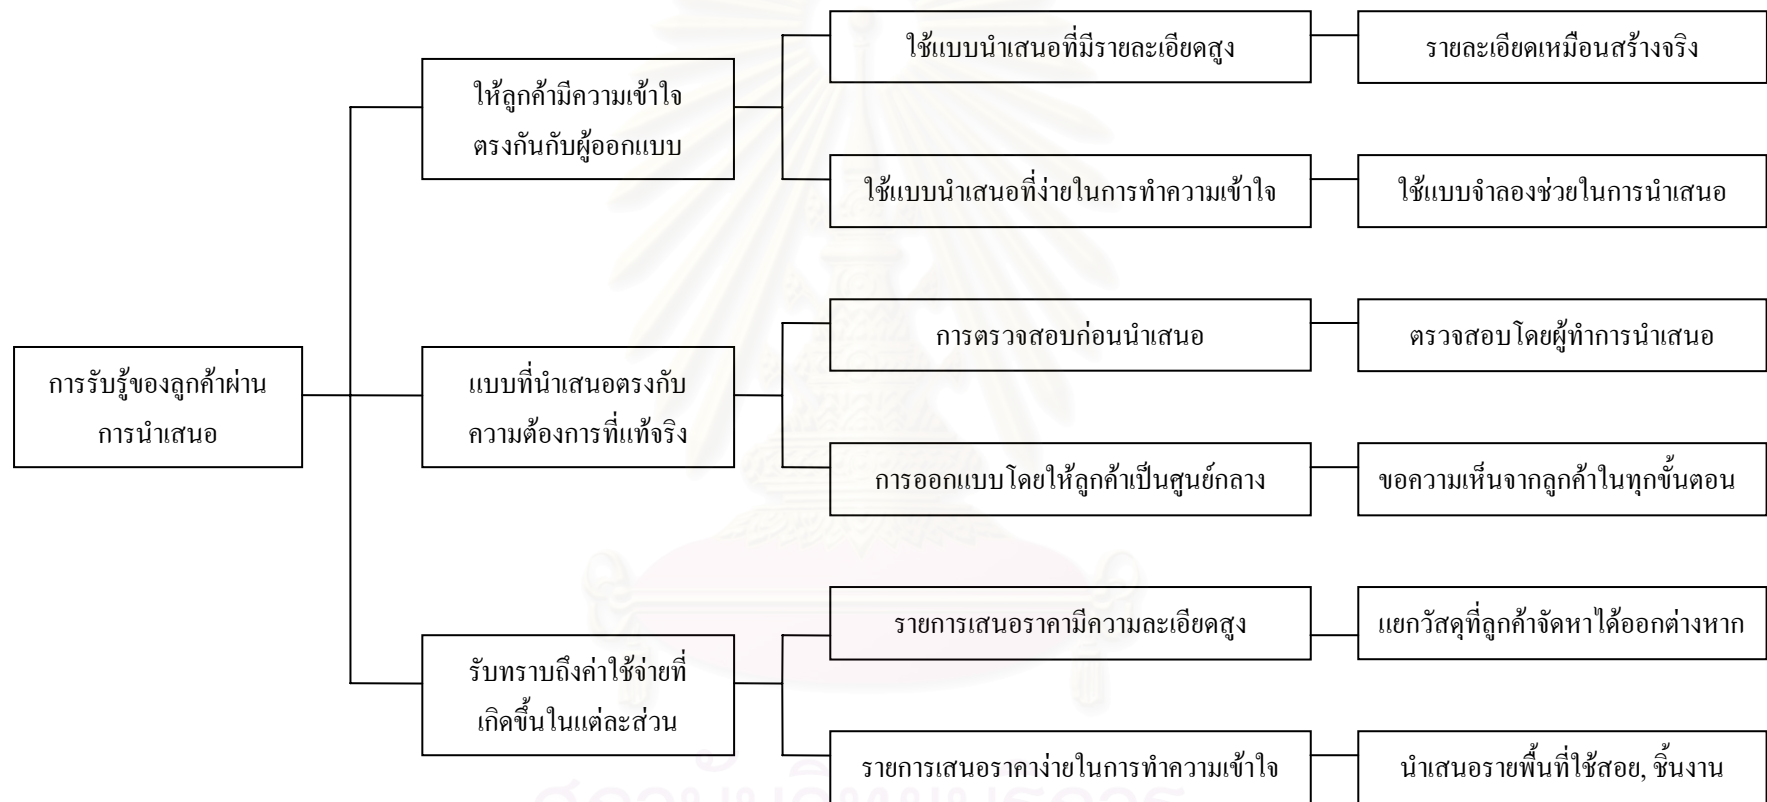 ใช้แบบนำเสนอที่มีรายละเอียดสูง
รายละเอียดเหมือนสร้างจริง
ให้ลูกค้ามีความเข้าใจ
ตรงกันกับผู้ออกแบบ
ใช้แบบนำเสนอที่ง่ายในการทำความเข้าใจ
ใช้แบบจำลองช่วยในการนำเสนอ
การตรวจสอบก่อนนำเสนอ
ตรวจสอบโดยผู้ทำการนำเสนอ
การรับรู้ของลูกค้าผ่าน
การนำเสนอ
แบบที่นำเสนอตรงกับ
ความต้องการที่แท้จริง
การออกแบบโดยให้ลูกค้าเป็นศูนย์กลาง
ขอความเห็นจากลูกค้าในทุกขั้นตอน
รายการเสนอราคามีความละเอียดสูง
แยกวัสดุที่ลูกค้าจัดหาได้ออกต่างหาก
รับทราบถึงค่าใช้จ่ายที่
เกิดขึ้นในแต่ละส่วน
รายการเสนอราคาง่ายในการทำความเข้าใจ
นำเสนอรายพื้นที่ใช้สอย, ชิ้นงาน